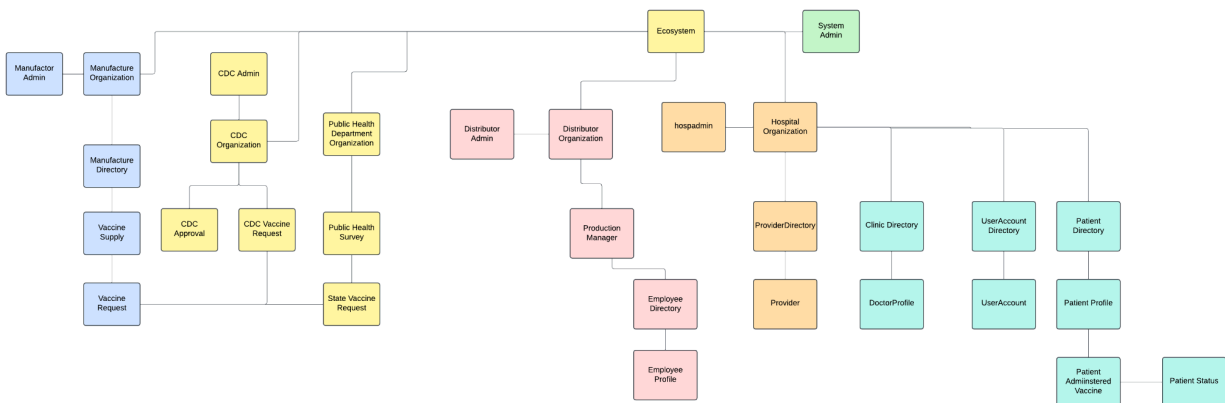 Ecosystem
System
Admin
Manufactor
Admin
Manufacture
Organization
CDC Admin
CDC
Organization
Public Health
Department
Organization
Distributor
Admin
Distributor
Organization
hospadmin
Hospital
Organization
Manufacture
Directory
Vaccine
Supply
CDC
Approval
CDC Vaccine
Request
Public Health
Survey
Production
Manager
ProviderDirectory
Clinic Directory
UserAccount
Directory
Patient
Directory
Vaccine
Request
State Vaccine
Request
Employee
Directory
Provider
DoctorProfile
UserAccount
Patient Profile
Employee
Profile
Patient
Admiinstered
Vaccine
Patient Status